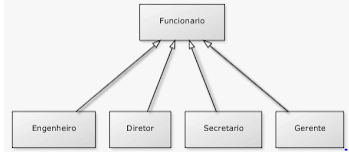 Funcionario
Engenheiro
Diretor
Secretario
Gerente